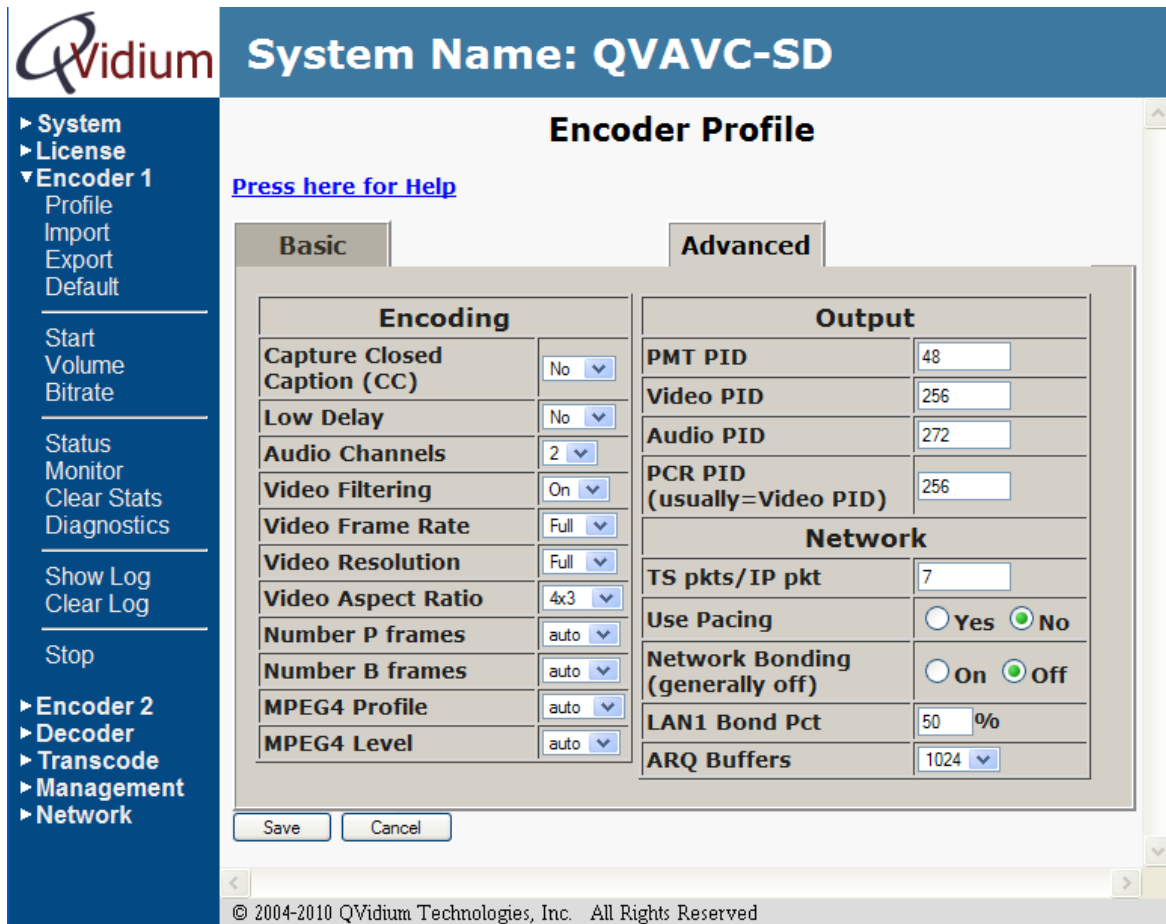 QVidium
System Name: QVAVC-SD
System
License
Encoder 1
Profile
Import
Export
Default
Start
Volume
Bitrate
Status
Monitor
Clear Stats
Diagnostics
Show Log
Clear Log
Stop
Encoder 2
Decoder
Transcode
Management
Network
Encoder Profile
Press here for Help
Basic
Advanced
Encoding
Capture Closed
Caption (CC) No
Low Delay No
Audio Channels 2
Video Filtering On
Video Frame Rate Full
Video Resolution Full
Video Aspect Ratio 4x3
Number P frames auto
Number B frames auto
MPEG4 Profile auto
MPEG4 Level auto
Output
PMT PID 48
Video PID 256
Audio PID 272
PCR PID
(usually=Video PID) 256
Network
TS pkts/IP pkt 7
Use Pacing Yes No
Network Bonding
(generally off) On Off
LAN1 Bond Pct 50 %
ARQ Buffers 1024
Save Cancel
© 2004-2010 QVidium Technologies, Inc. All Rights Reserved